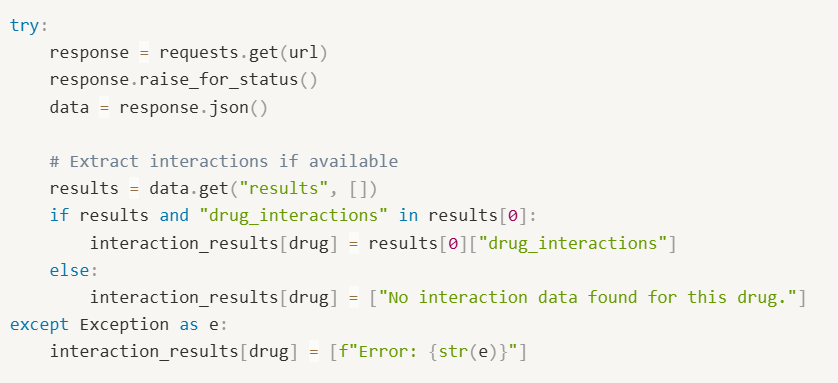 try:
    response = requests.get(url)
    response.raise_for_status()
    data = response.json()

    # Extract interactions if available
    results = data.get("results", [])
    if results and "drug_interactions" in results[0]:
        interaction_results[drug] = results[0]["drug_interactions"]
    else:
        interaction_results[drug] = ["No interaction data found for this drug."]
except Exception as e:
    interaction_results[drug] = [f"Error: {str(e)}"]